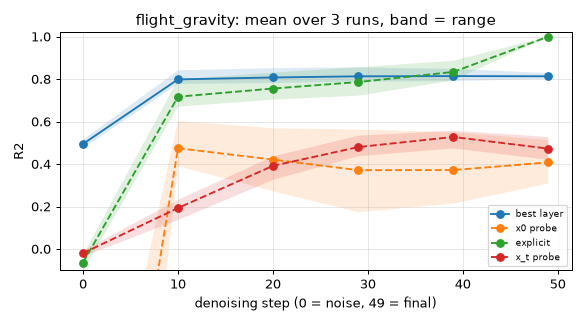 flight_gravity: mean over 3 runs, band = range
R2
1.0
0.8
0.6
0.4
0.2
0.0
0 10 20 30 40 50
denoising step (0 = noise, 49 = final)
best layer
x0 probe
explicit
x_t probe